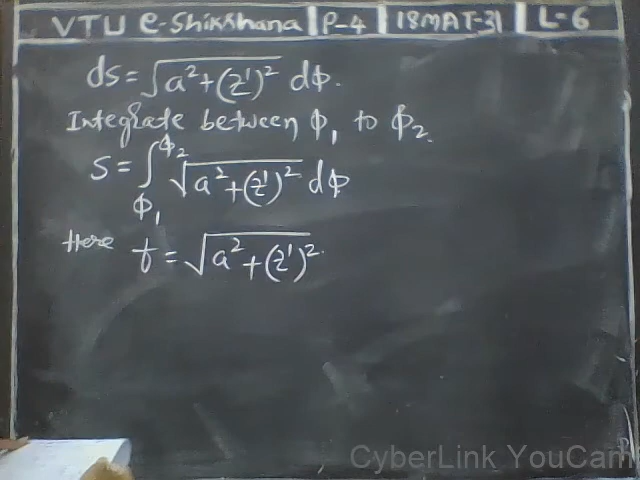 VTU e-Shikshana | P-4 | 18MAT-31 | L-6
ds = √(a² + (z')²) dφ.
Integrate between φ₁ to φ₂.
s = ∫_φ₁^φ₂ √(a² + (z')²) dφ
Here f = √(a² + (z')²).
CyberLink YouCam